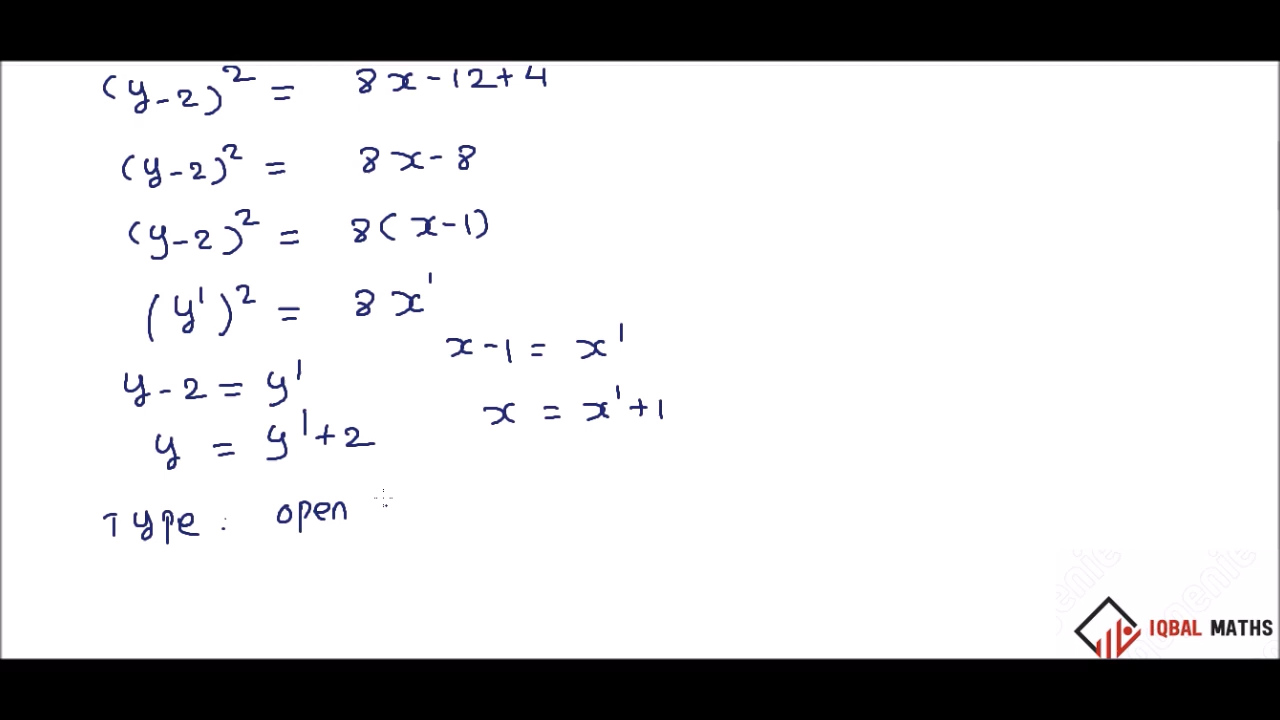 (y-2)² = 8x-12+4
(y-2)² = 8x-8
(y-2)² = 8(x-1)
(y')² = 8x'
x-1 = x'
y-2 = y'
x = x'+1
y = y'+2
Type : open
IQBAL MATHS